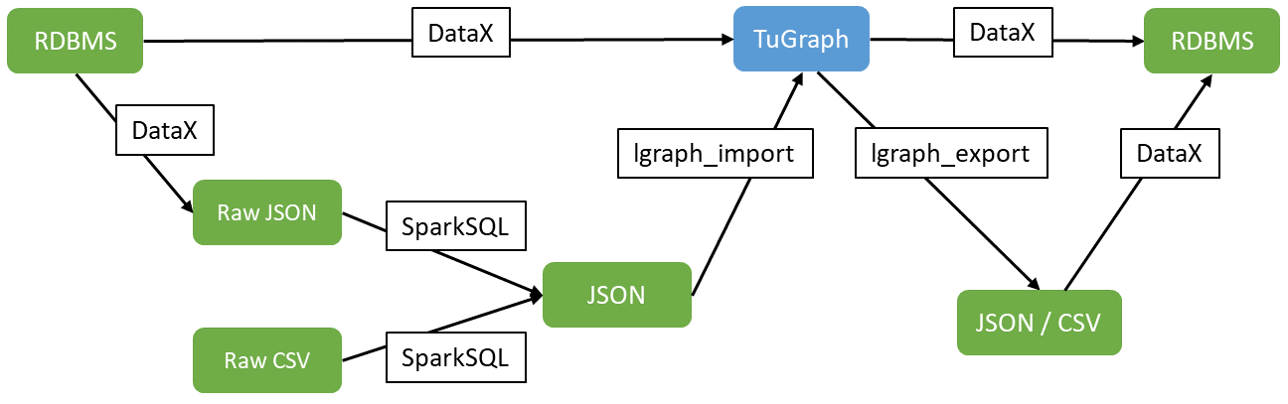 RDBMS
DataX
TuGraph
DataX
RDBMS
DataX
lgraph_import
lgraph_export
DataX
Raw JSON
SparkSQL
JSON
JSON / CSV
Raw CSV
SparkSQL